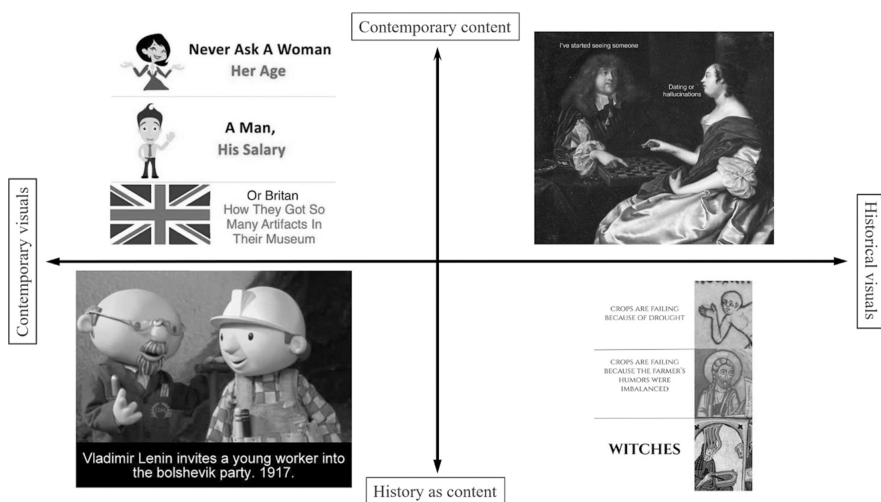 Contemporary content
Never Ask A Woman
Her Age
A Man,
His Salary
Or Britan
How They Got So
Many Artifacts In
Their Museum
I've started seeing someone
Dating or
hallucinations
Contemporary visuals
Historical visuals
Vladimir Lenin invites a young worker into
the bolshevik party. 1917.
CROPS ARE FAILING
BECAUSE OF DROUGHT
CROPS ARE FAILING
BECAUSE THE FARMER'S
HUMORS WERE
IMBALANCED
WITCHES
History as content